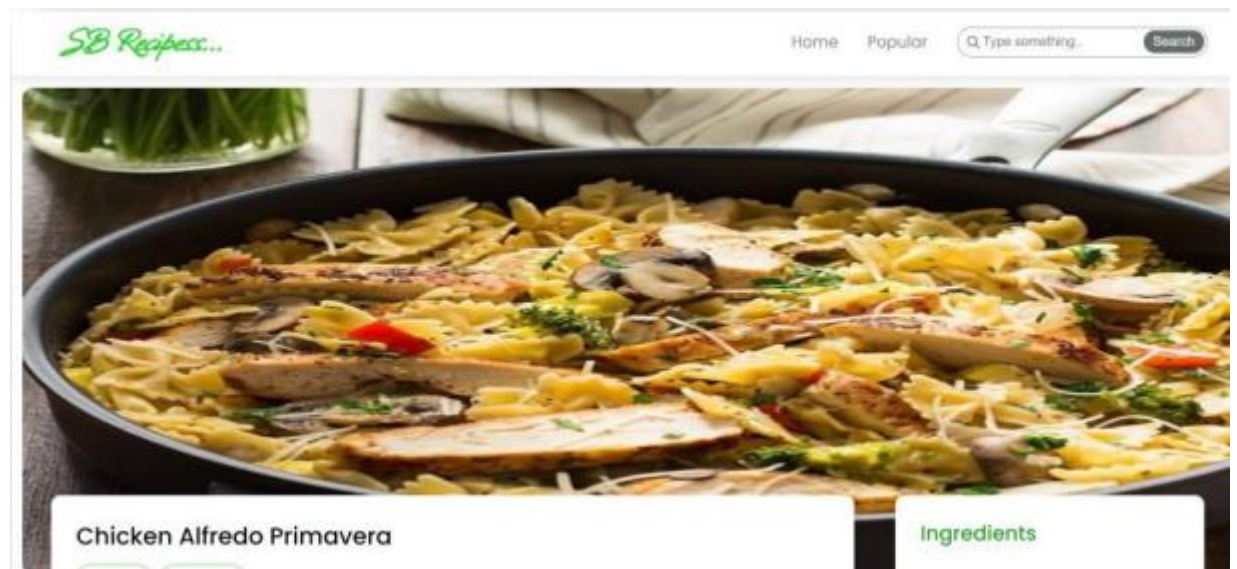 SB Recipess...
Home Popular Type something.. Search
Chicken Alfredo Primavera
Ingredients